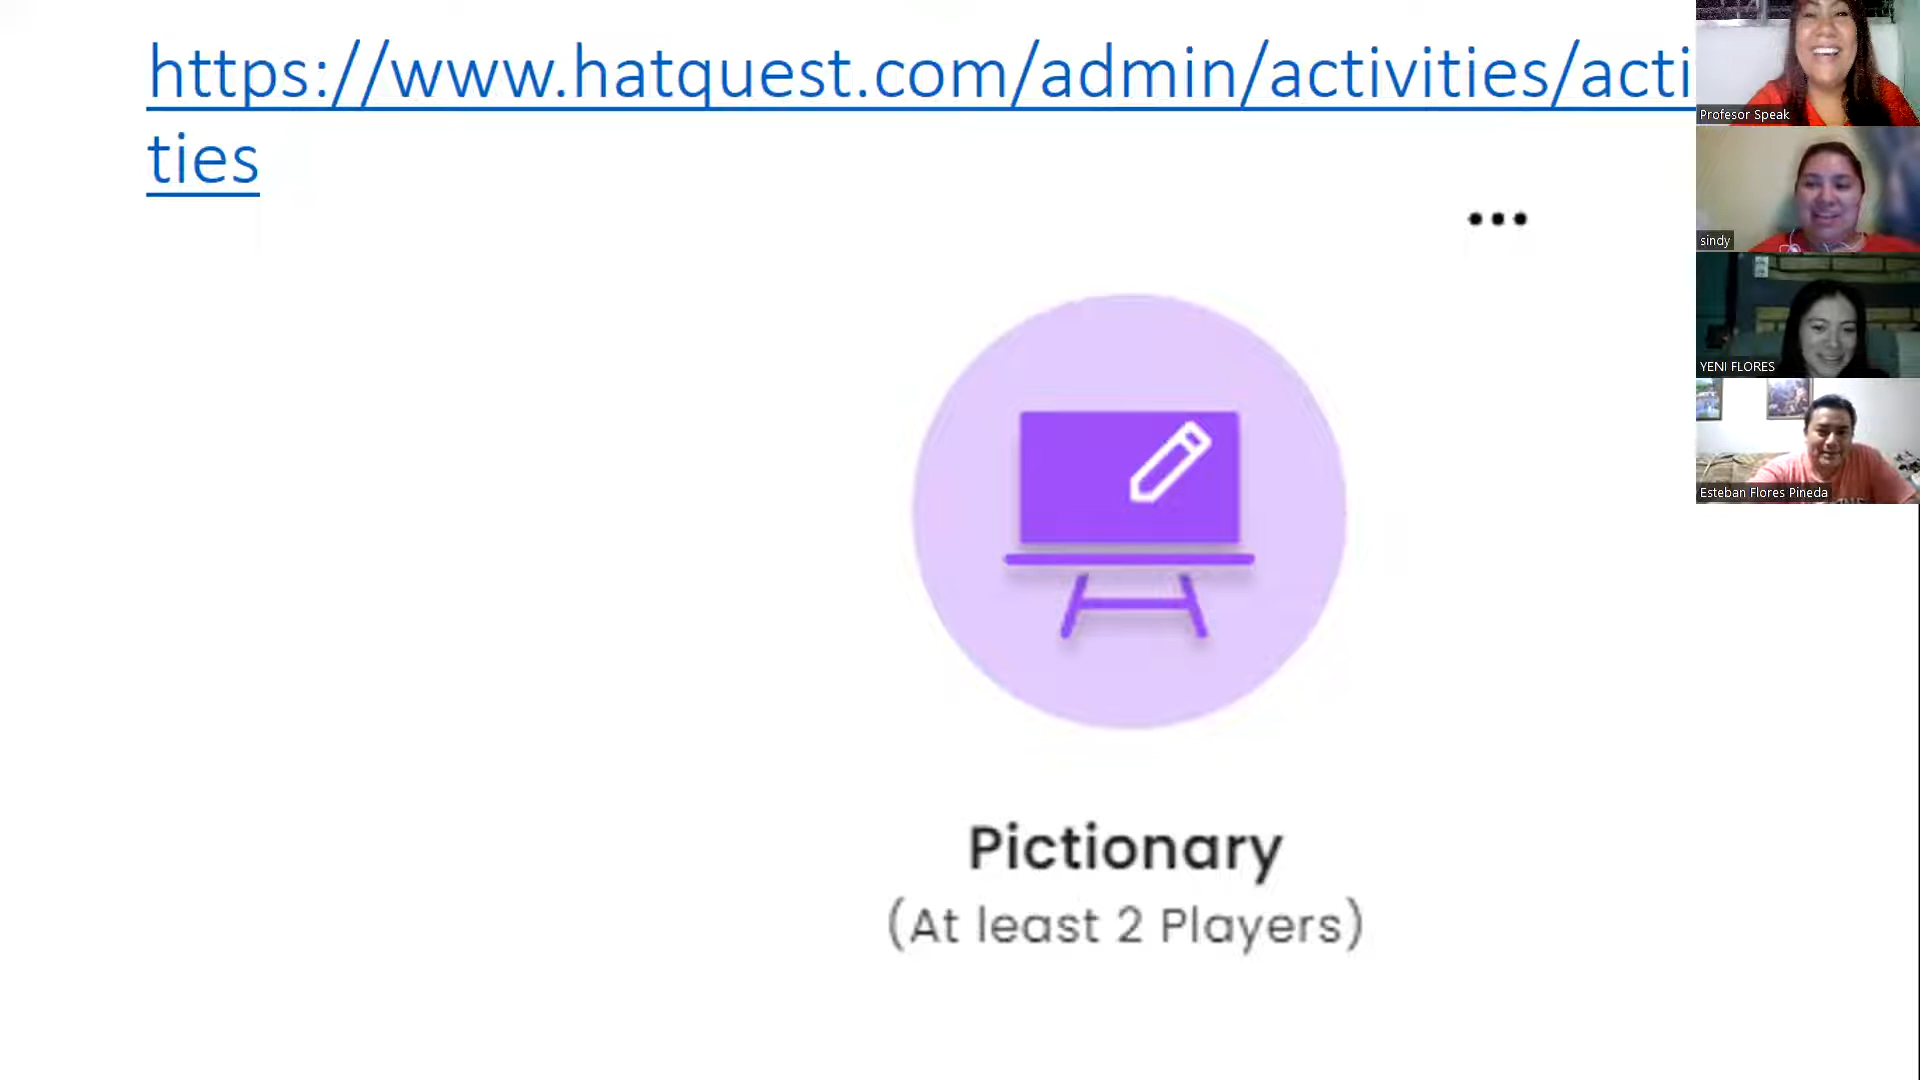 https://www.hatquest.com/admin/activities/acti
ties
Pictionary
(At least 2 Players)
Profesor Speak
sindy
YENI FLORES
Esteban Flores Pineda